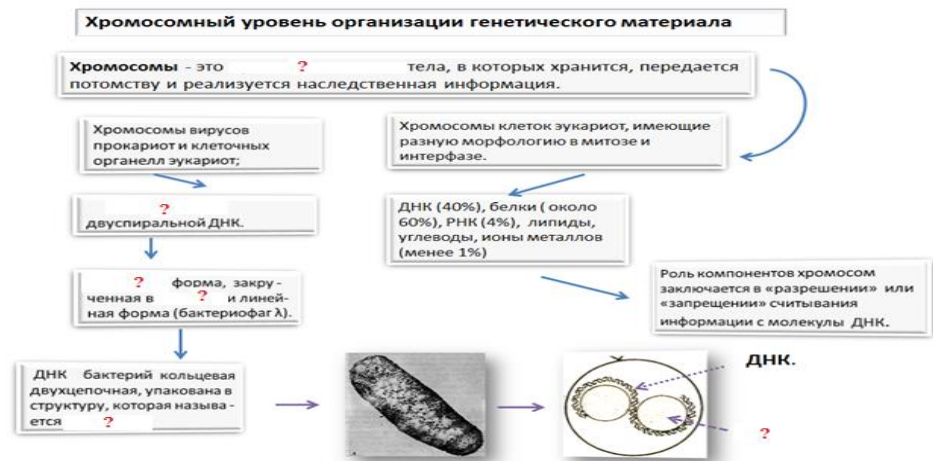 Хромосомный уровень организации генетического материала
Хромосомы - это ? тела, в которых хранится, передается
потомству и реализуется наследственная информация.
Хромосомы вирусов
прокариот и клеточных
органелл эукариот;
Хромосомы клеток эукариот, имеющие
разную морфологию в митозе и
интерфазе.
?
двуспиральной ДНК.
ДНК (40%), белки ( около
60%), РНК (4%), липиды,
углеводы, ионы металлов
(менее 1%)
? форма, закру -
ченная в ? и линей-
ная форма (бактериофаг λ).
Роль компонентов хромосом
заключается в «разрешении» или
«запрещении» считывания
информации с молекулы ДНК.
ДНК бактерий кольцевая
двухцепочная, упакована в
структуру, которая называ -
ется ?
ДНК.
?